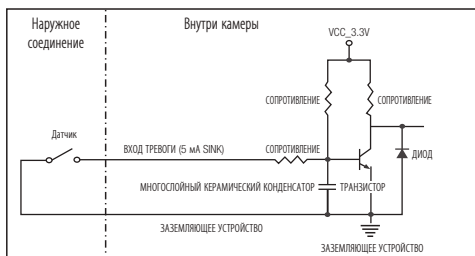 Наружное
соединение
Внутри камеры
VCC_3.3V
СОПРОТИВЛЕНИЕ
СОПРОТИВЛЕНИЕ
Датчик
ВХОД ТРЕВОГИ (5 мА SINK)
СОПРОТИВЛЕНИЕ
ДИОД
МНОГОСЛОЙНЫЙ КЕРАМИЧЕСКИЙ КОНДЕНСАТОР
ТРАНЗИСТОР
ЗАЗЕМЛЯЮЩЕЕ УСТРОЙСТВО
ЗАЗЕМЛЯЮЩЕЕ УСТРОЙСТВО